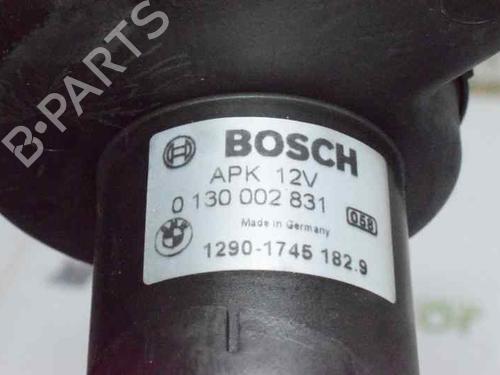 B-PARTS
BOSCH
APK 12V
0 130 002 831
058
Made in Germany
1290-1745 182.9